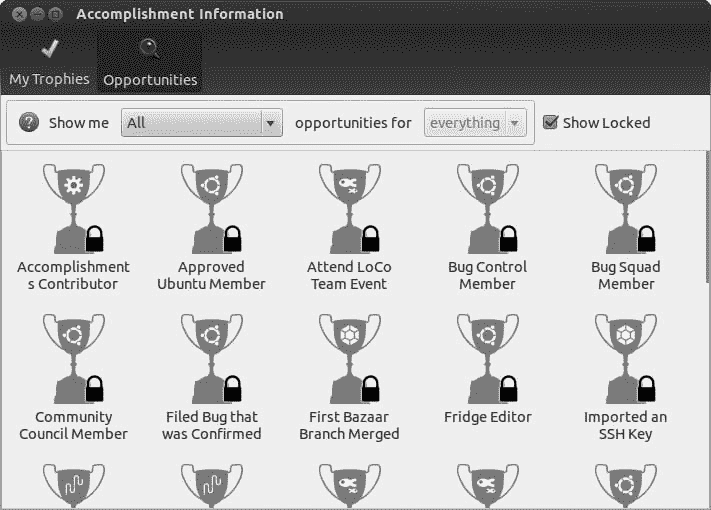 Accomplishment Information
My Trophies
Opportunities
Show me All opportunities for everything Show Locked
Accomplishment
s Contributor
Approved
Ubuntu Member
Attend LoCo
Team Event
Bug Control
Member
Bug Squad
Member
Community
Council Member
Filed Bug that
was Confirmed
First Bazaar
Branch Merged
Fridge Editor
Imported an
SSH Key